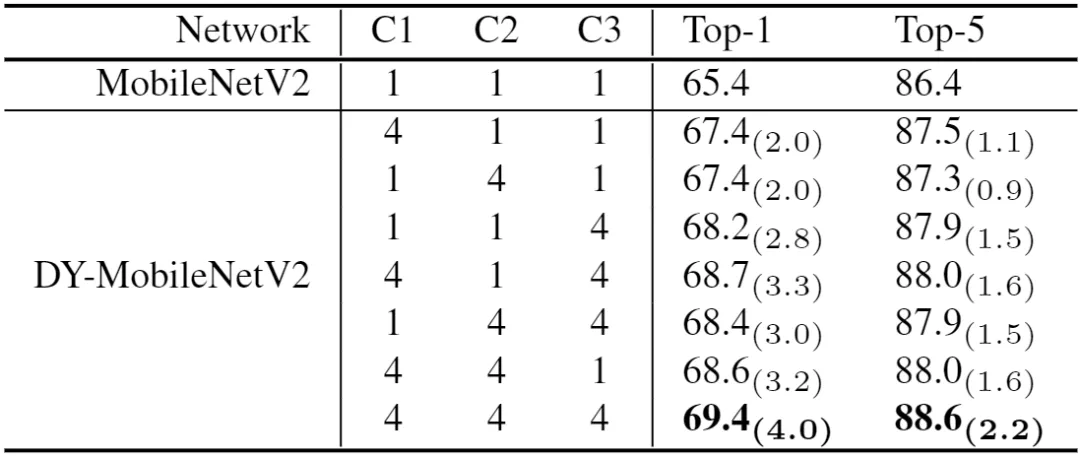 Network C1 C2 C3 Top-1 Top-5
MobileNetV2 1 1 1 65.4 86.4
4 1 1 67.4(2.0) 87.5(1.1)
1 4 1 67.4(2.0) 87.3(0.9)
1 1 4 68.2(2.8) 87.9(1.5)
DY-MobileNetV2 4 1 4 68.7(3.3) 88.0(1.6)
1 4 4 68.4(3.0) 87.9(1.5)
4 4 1 68.6(3.2) 88.0(1.6)
4 4 4 69.4(4.0) 88.6(2.2)